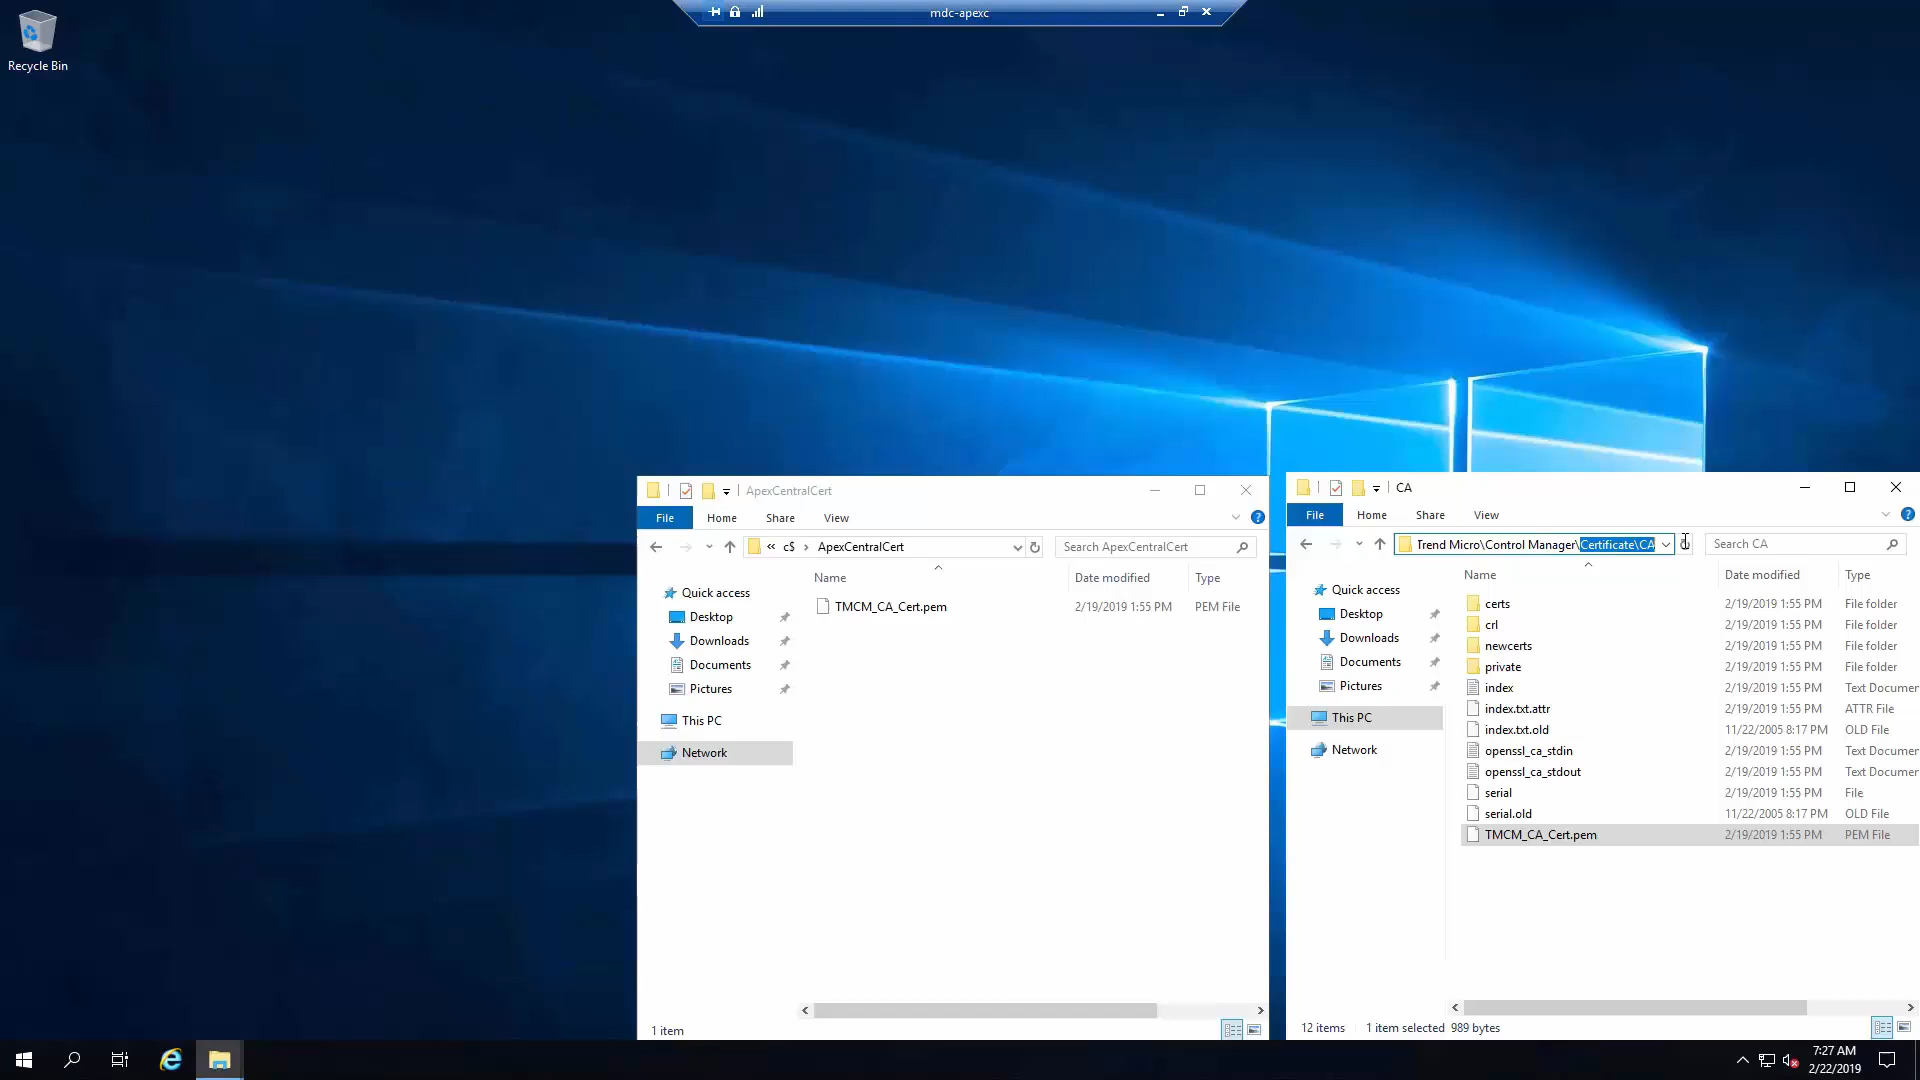 mdc-apexc
Recycle Bin
ApexCentralCert
File Home Share View
« c$ › ApexCentralCert
Search ApexCentralCert
Name Date modified Type
Quick access
Desktop
Downloads
Documents
Pictures
This PC
Network
TMCM_CA_Cert.pem 2/19/2019 1:55 PM PEM File
1 item
CA
File Home Share View
Trend Micro\Control Manager\Certificate\CA
Search CA
Name Date modified Type
Quick access
Desktop
Downloads
Documents
Pictures
This PC
Network
certs 2/19/2019 1:55 PM File folder
crl 2/19/2019 1:55 PM File folder
newcerts 2/19/2019 1:55 PM File folder
private 2/19/2019 1:55 PM File folder
index 2/19/2019 1:55 PM Text Documer
index.txt.attr 2/19/2019 1:55 PM ATTR File
index.txt.old 11/22/2005 8:17 PM OLD File
openssl_ca_stdin 2/19/2019 1:55 PM Text Documer
openssl_ca_stdout 2/19/2019 1:55 PM Text Documer
serial 2/19/2019 1:55 PM File
serial.old 11/22/2005 8:17 PM OLD File
TMCM_CA_Cert.pem 2/19/2019 1:55 PM PEM File
12 items 1 item selected 989 bytes
7:27 AM
2/22/2019